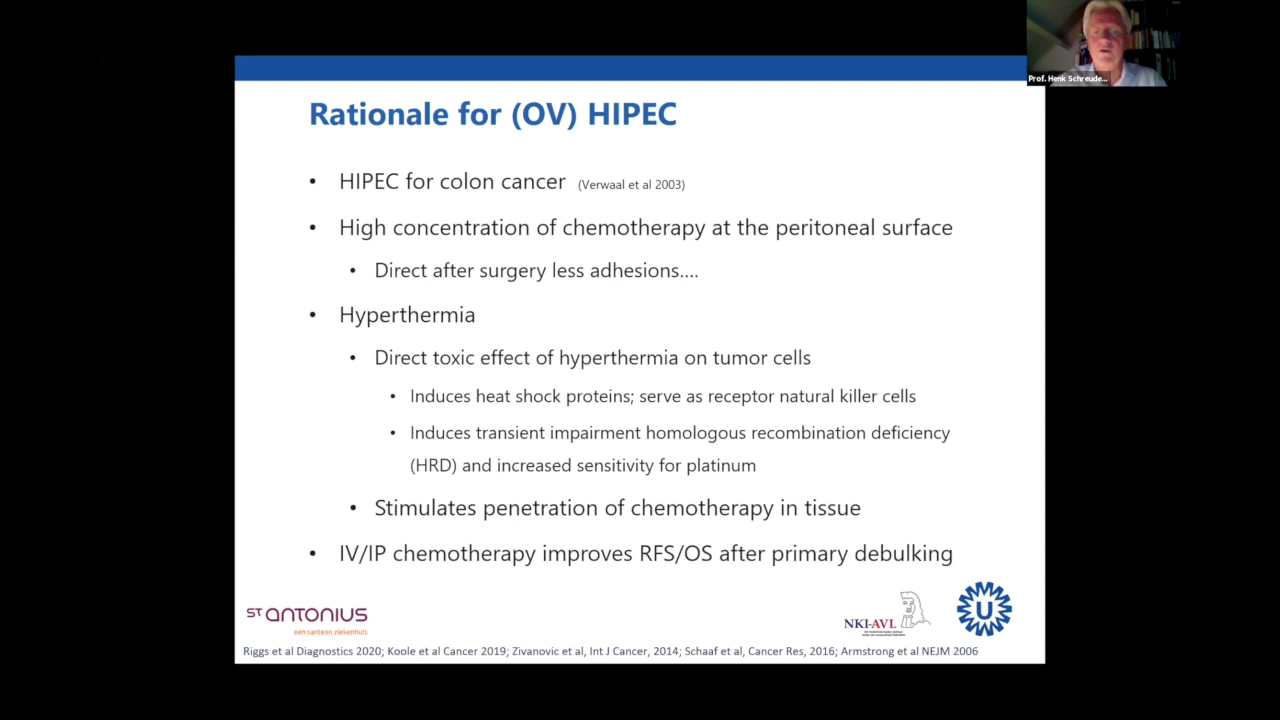 Prof. Henk Schreude...
Rationale for (OV) HIPEC
• HIPEC for colon cancer (Verwaal et al 2003)
• High concentration of chemotherapy at the peritoneal surface
• Direct after surgery less adhesions....
• Hyperthermia
• Direct toxic effect of hyperthermia on tumor cells
• Induces heat shock proteins; serve as receptor natural killer cells
• Induces transient impairment homologous recombination deficiency
(HRD) and increased sensitivity for platinum
• Stimulates penetration of chemotherapy in tissue
• IV/IP chemotherapy improves RFS/OS after primary debulking
ST ANTONIUS
een santeon ziekenhuis
NKI-AVL
U
Riggs et al Diagnostics 2020; Koole et al Cancer 2019; Zivanovic et al, Int J Cancer, 2014; Schaaf et al, Cancer Res, 2016; Armstrong et al NEJM 2006